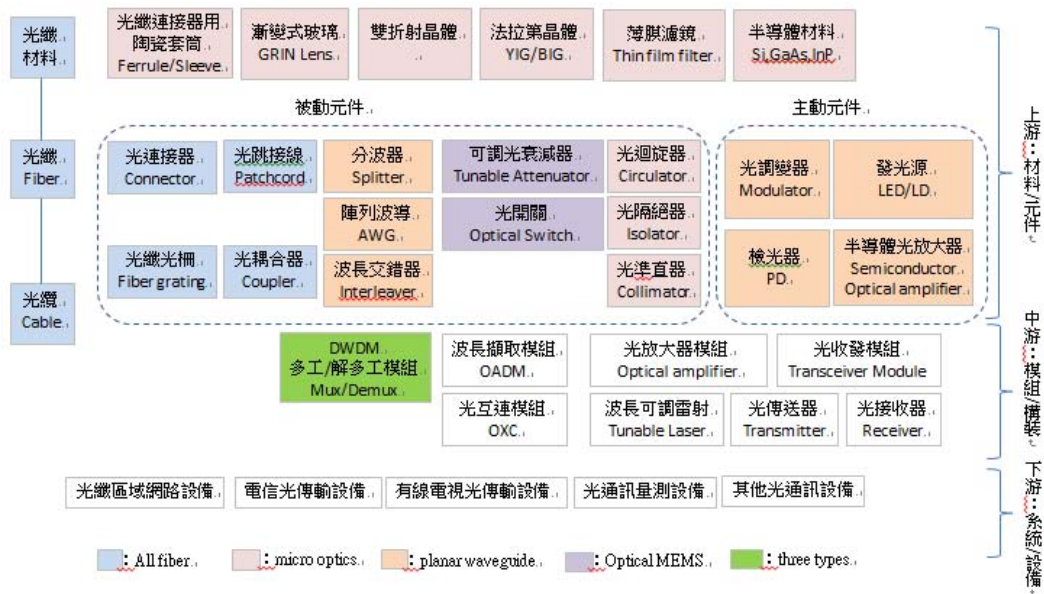 光纖
材料
光纖連接器用
陶瓷套筒
Ferrule/Sleeve
漸變式玻璃
GRIN Lens
雙折射晶體
法拉第晶體
YIG/BIG
薄膜濾鏡
Thin film filter
半導體材料
Si,GaAs,InP
被動元件
主動元件
光纖
Fiber
光連接器
Connector
光跳接線
Patchcord
分波器
Splitter
可調光衰減器
Tunable Attenuator
光迴旋器
Circulator
光調變器
Modulator
發光源
LED/LD
陣列波導
AWG
光開關
Optical Switch
光隔絕器
Isolator
光纖光柵
Fiber grating
光耦合器
Coupler
波長交錯器
Interleaver
光準直器
Collimator
檢光器
PD
半導體光放大器
Semiconductor
Optical amplifier
光纜
Cable
上游：材料/元件
DWDM
多工/解多工模組
Mux/Demux
波長擷取模組
OADM
光放大器模組
Optical amplifier
光收發模組
Transceiver Module
光互連模組
OXC
波長可調雷射
Tunable Laser
光傳送器
Transmitter
光接收器
Receiver
中游：模組/構裝
光纖區域網路設備
電信光傳輸設備
有線電視光傳輸設備
光通訊量測設備
其他光通訊設備
下游：系統/設備
：All fiber
：micro optics
：planar waveguide
：Optical MEMS
：three types